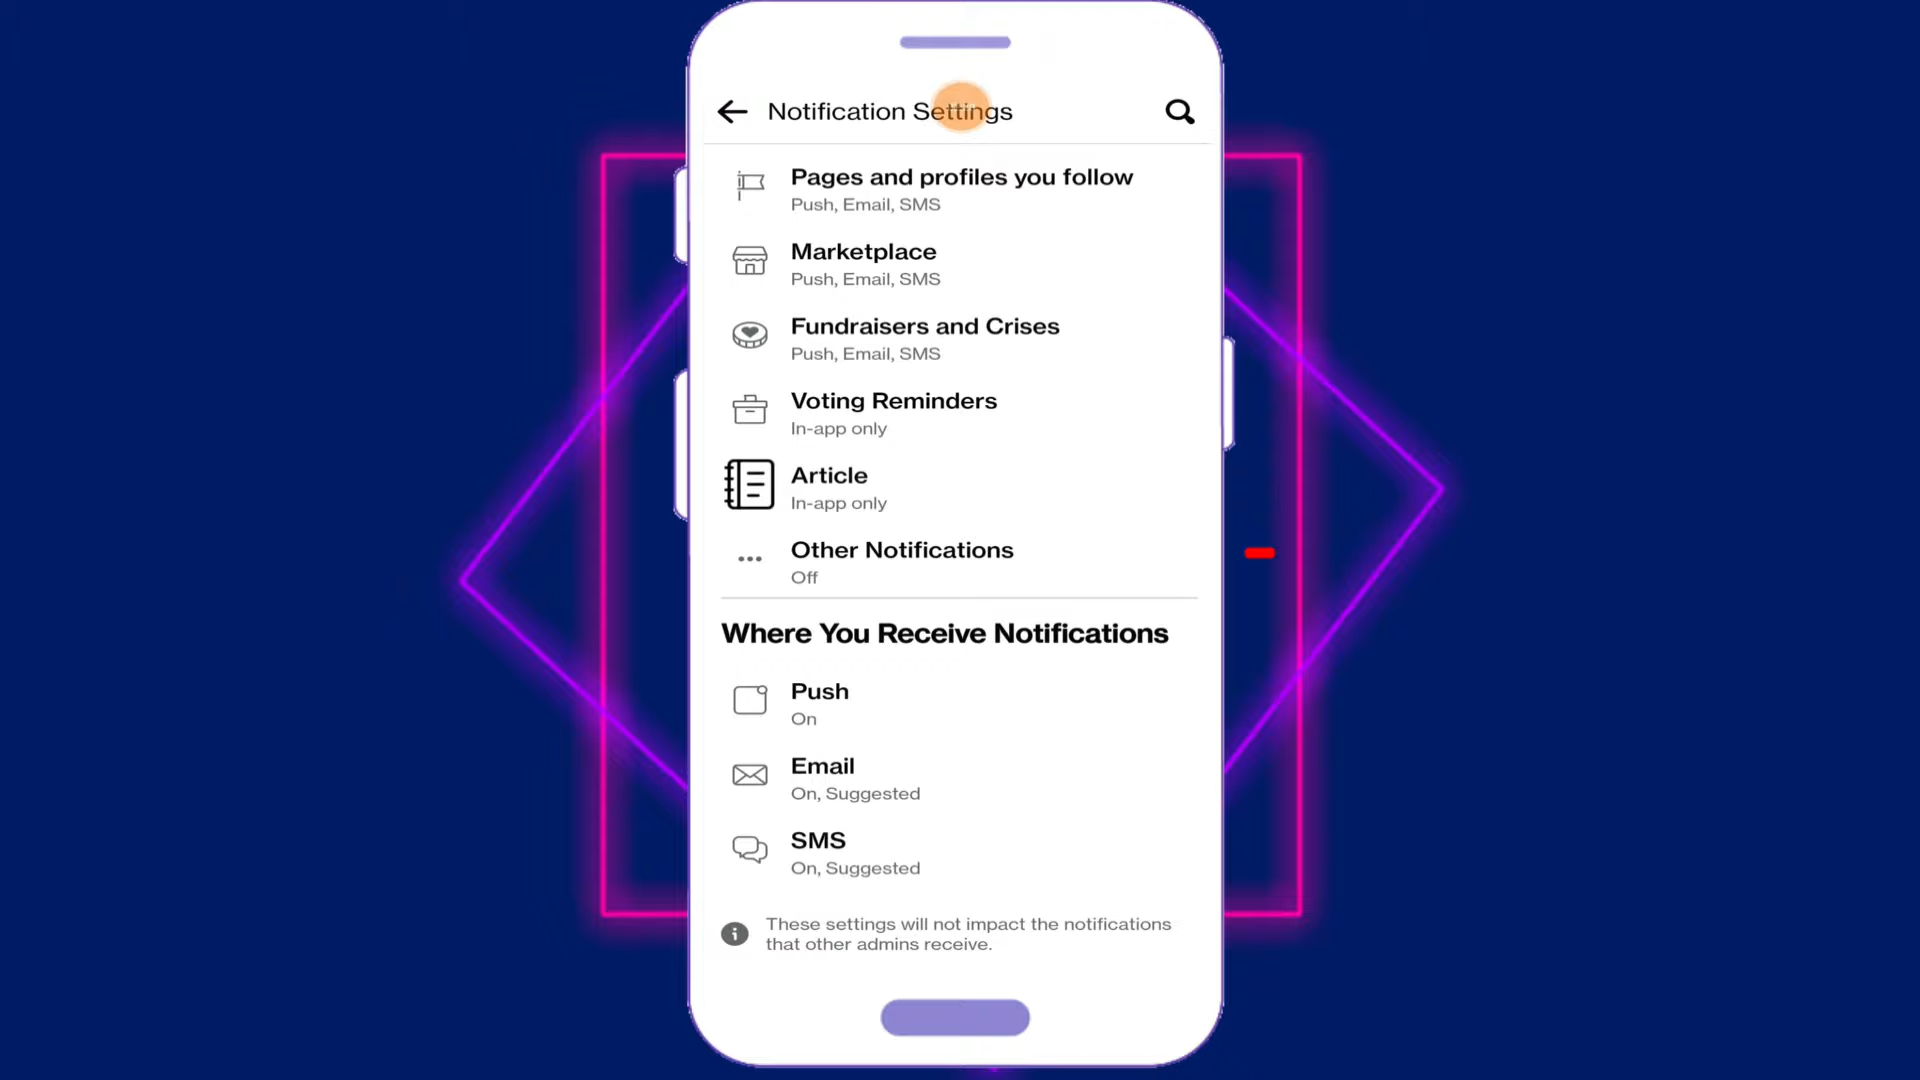 Notification Settings
Pages and profiles you follow
Push, Email, SMS
Marketplace
Push, Email, SMS
Fundraisers and Crises
Push, Email, SMS
Voting Reminders
In-app only
Article
In-app only
Other Notifications
Off
Where You Receive Notifications
Push
On
Email
On, Suggested
SMS
On, Suggested
These settings will not impact the notifications
that other admins receive.